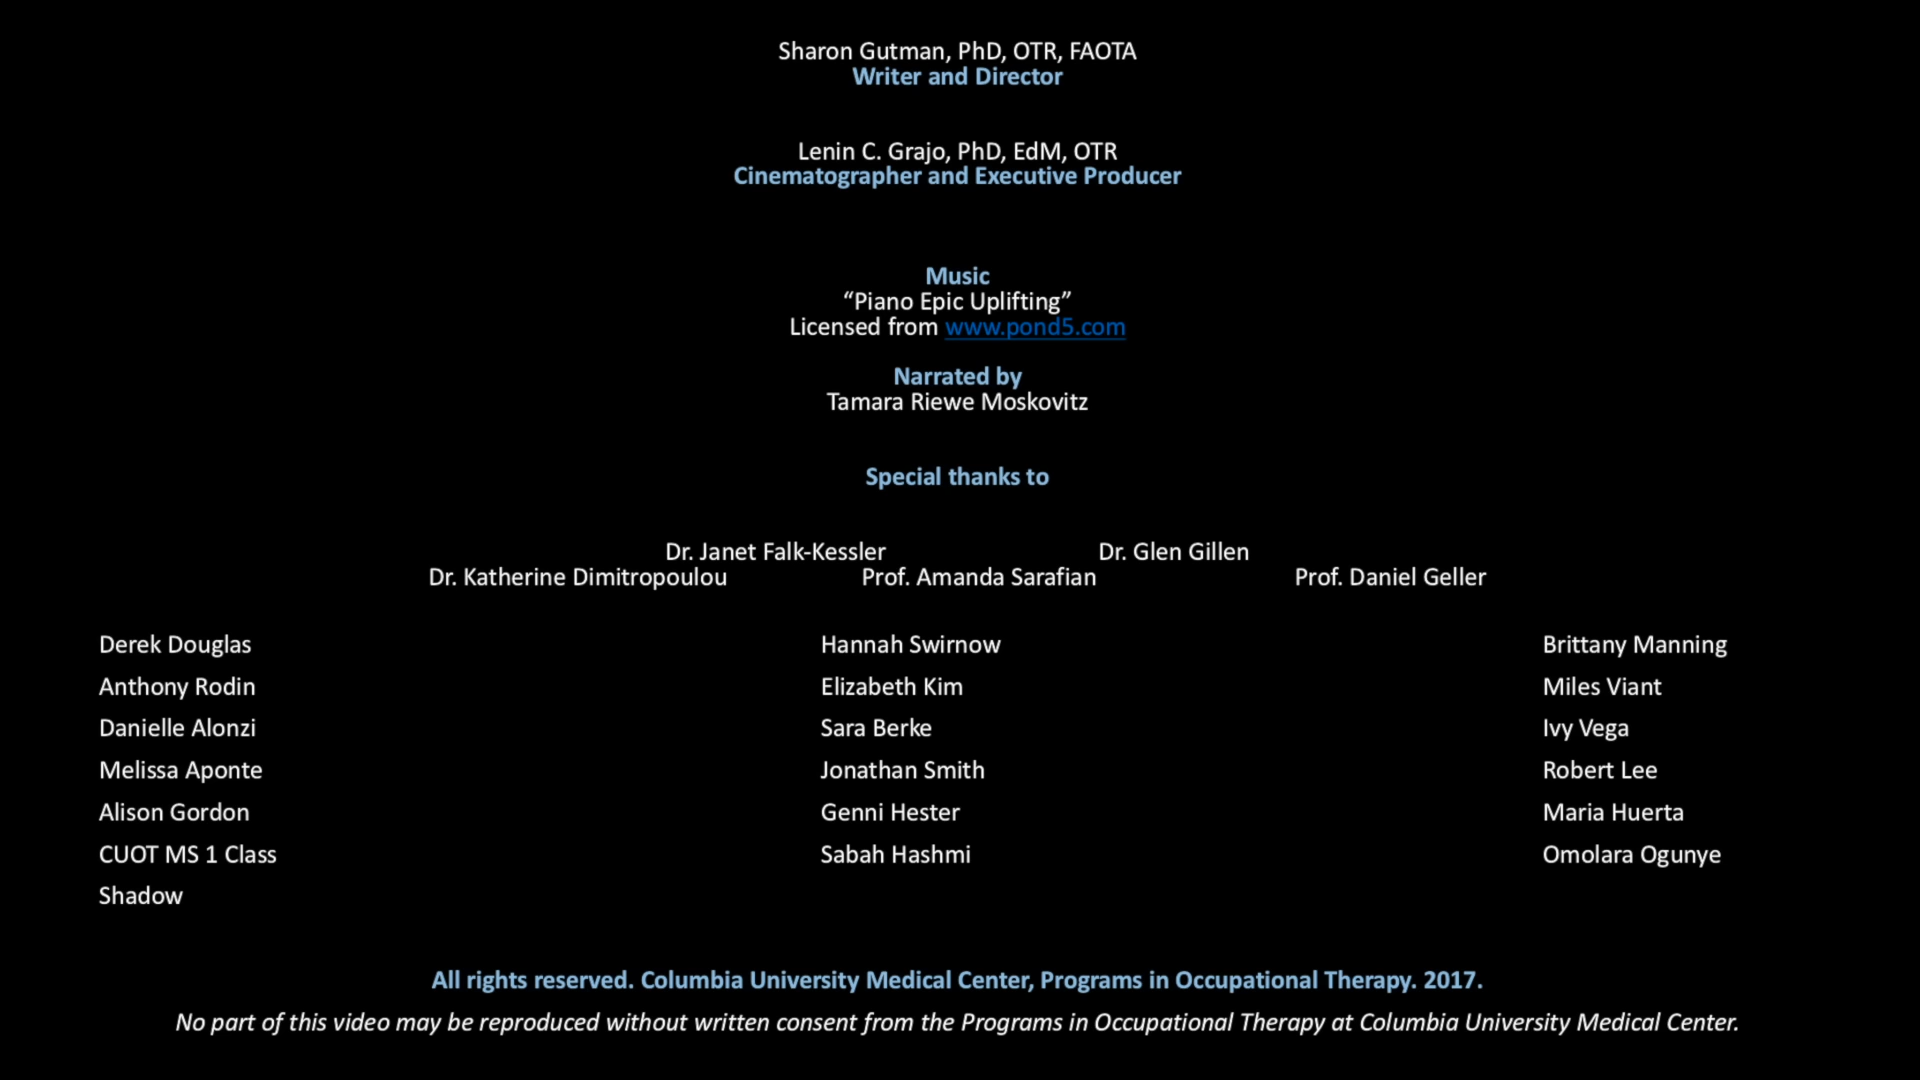 Sharon Gutman, PhD, OTR, FAOTA
Writer and Director
Lenin C. Grajo, PhD, EdM, OTR
Cinematographer and Executive Producer
Music
“Piano Epic Uplifting”
Licensed from www.pond5.com
Narrated by
Tamara Riewe Moskovitz
Special thanks to
Dr. Janet Falk-Kessler Dr. Glen Gillen
Dr. Katherine Dimitropoulou Prof. Amanda Sarafian Prof. Daniel Geller
Derek Douglas Hannah Swirnow Brittany Manning
Anthony Rodin Elizabeth Kim Miles Viant
Danielle Alonzi Sara Berke Ivy Vega
Melissa Aponte Jonathan Smith Robert Lee
Alison Gordon Genni Hester Maria Huerta
CUOT MS 1 Class Sabah Hashmi Omolara Ogunye
Shadow
All rights reserved. Columbia University Medical Center, Programs in Occupational Therapy. 2017.
No part of this video may be reproduced without written consent from the Programs in Occupational Therapy at Columbia University Medical Center.